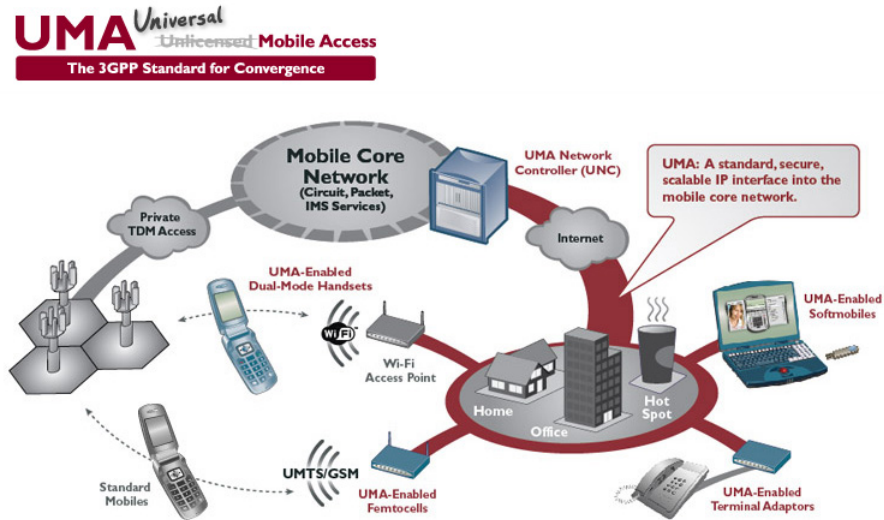 UMA Universal
Unlicensed Mobile Access
The 3GPP Standard for Convergence
Mobile Core
Network
(Circuit, Packet,
IMS Services)
UMA Network
Controller (UNC)
UMA: A standard, secure,
scalable IP interface into the
mobile core network.
Private
TDM Access
Internet
UMA-Enabled
Dual-Mode Handsets
Wi Fi
Wi-Fi
Access Point
UMA-Enabled
Softmobiles
Home
Office
Hot
Spot
Standard
Mobiles
UMTS/GSM
UMA-Enabled
Femtocells
UMA-Enabled
Terminal Adaptors